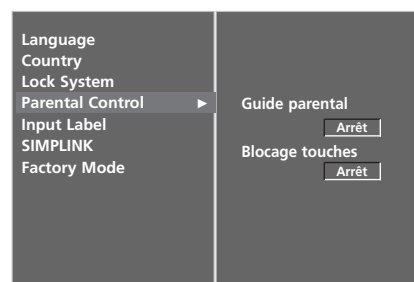 Language
Country
Lock System
Parental Control ►
Input Label
SIMPLINK
Factory Mode
Guide parental
Arrêt
Blocage touches
Arrêt